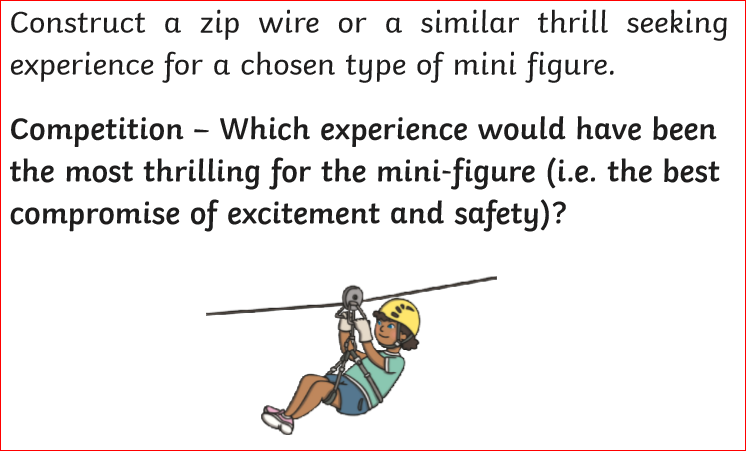 Construct a zip wire or a similar thrill seeking
experience for a chosen type of mini figure.
Competition – Which experience would have been
the most thrilling for the mini-figure (i.e. the best
compromise of excitement and safety)?